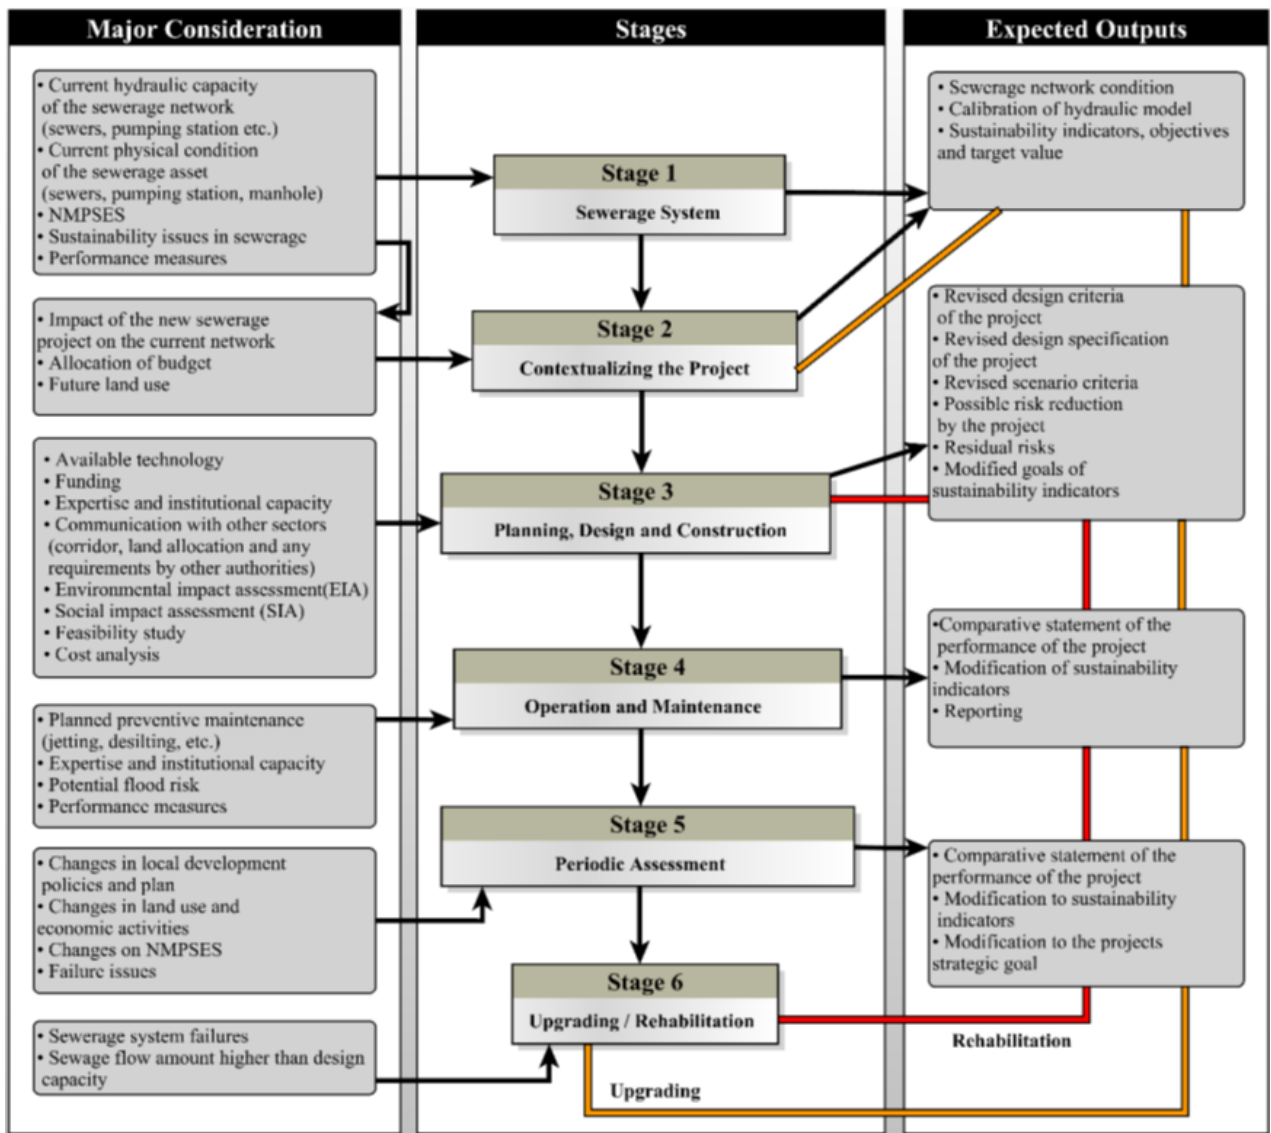 Major Consideration
• Current hydraulic capacity
of the sewerage network
(sewers, pumping station etc.)
• Current physical condition
of the sewerage asset
(sewers, pumping station, manhole)
• NMPSES
• Sustainability issues in sewerage
• Performance measures
• Impact of the new sewerage
project on the current network
• Allocation of budget
• Future land use
• Available technology
• Funding
• Expertise and institutional capacity
• Communication with other sectors
(corridor, land allocation and any
requirements by other authorities)
• Environmental impact assessment(EIA)
• Social impact assessment (SIA)
• Feasibility study
• Cost analysis
• Planned preventive maintenance
(jetting, desilting, etc.)
• Expertise and institutional capacity
• Potential flood risk
• Performance measures
• Changes in local development
policies and plan
• Changes in land use and
economic activities
• Changes on NMPSES
• Failure issues
• Sewerage system failures
• Sewage flow amount higher than design
capacity
Stages
Stage 1
Sewerage System
Stage 2
Contextualizing the Project
Stage 3
Planning, Design and Construction
Stage 4
Operation and Maintenance
Stage 5
Periodic Assessment
Stage 6
Upgrading / Rehabilitation
Upgrading
Expected Outputs
• Sewerage network condition
• Calibration of hydraulic model
• Sustainability indicators, objectives
and target value
• Revised design criteria
of the project
• Revised design specification
of the project
• Revised scenario criteria
• Possible risk reduction
by the project
• Residual risks
• Modified goals of
sustainability indicators
•Comparative statement of the
performance of the project
• Modification of sustainability
indicators
• Reporting
• Comparative statement of the
performance of the project
• Modification to sustainability
indicators
• Modification to the projects
strategic goal
Rehabilitation